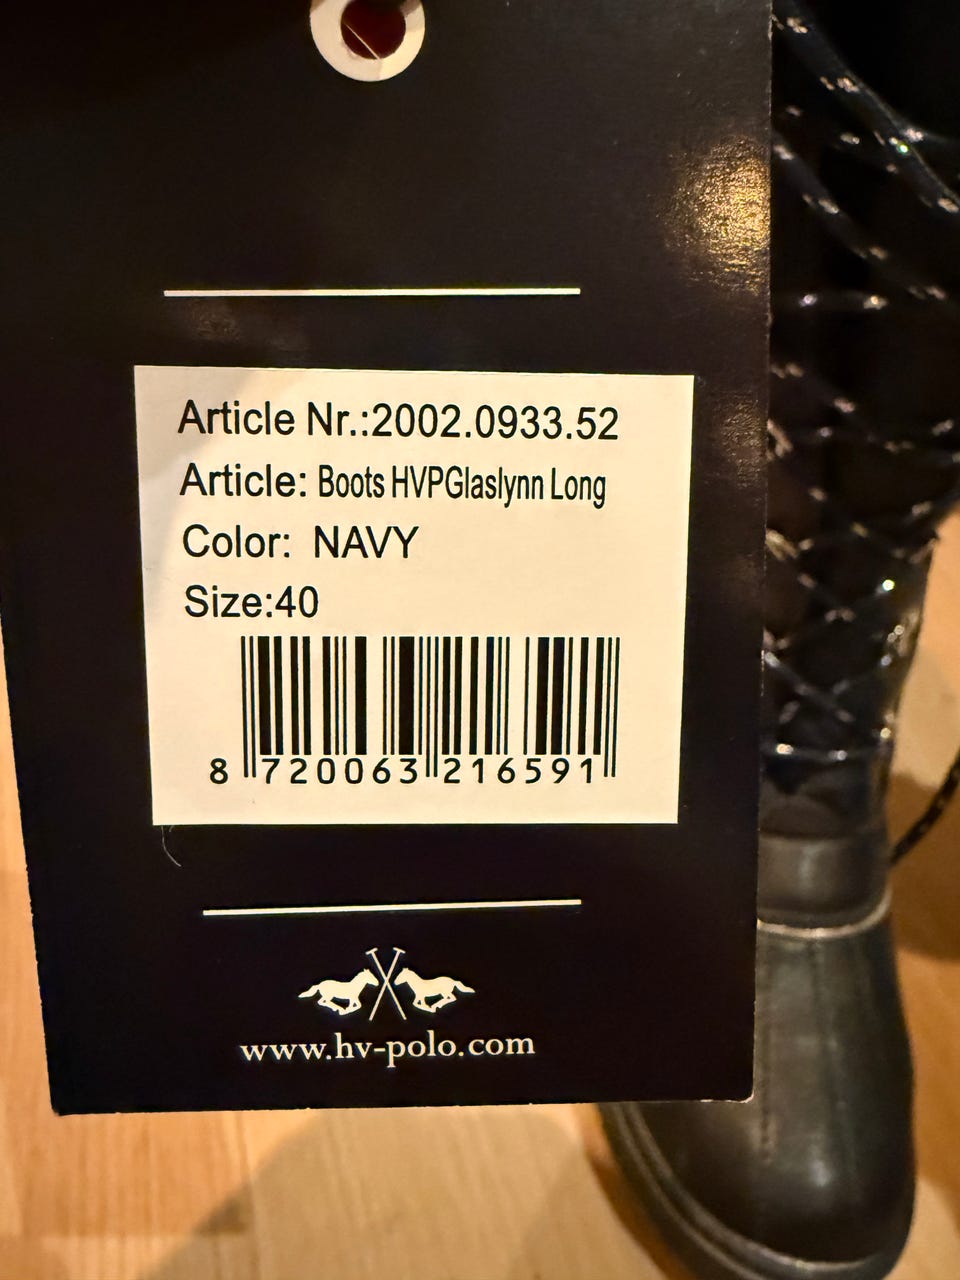 Article Nr.:2002.0933.52
Article: Boots HVPGlaslynn Long
Color: NAVY
Size:40
8 720063 216591
www.hv-polo.com